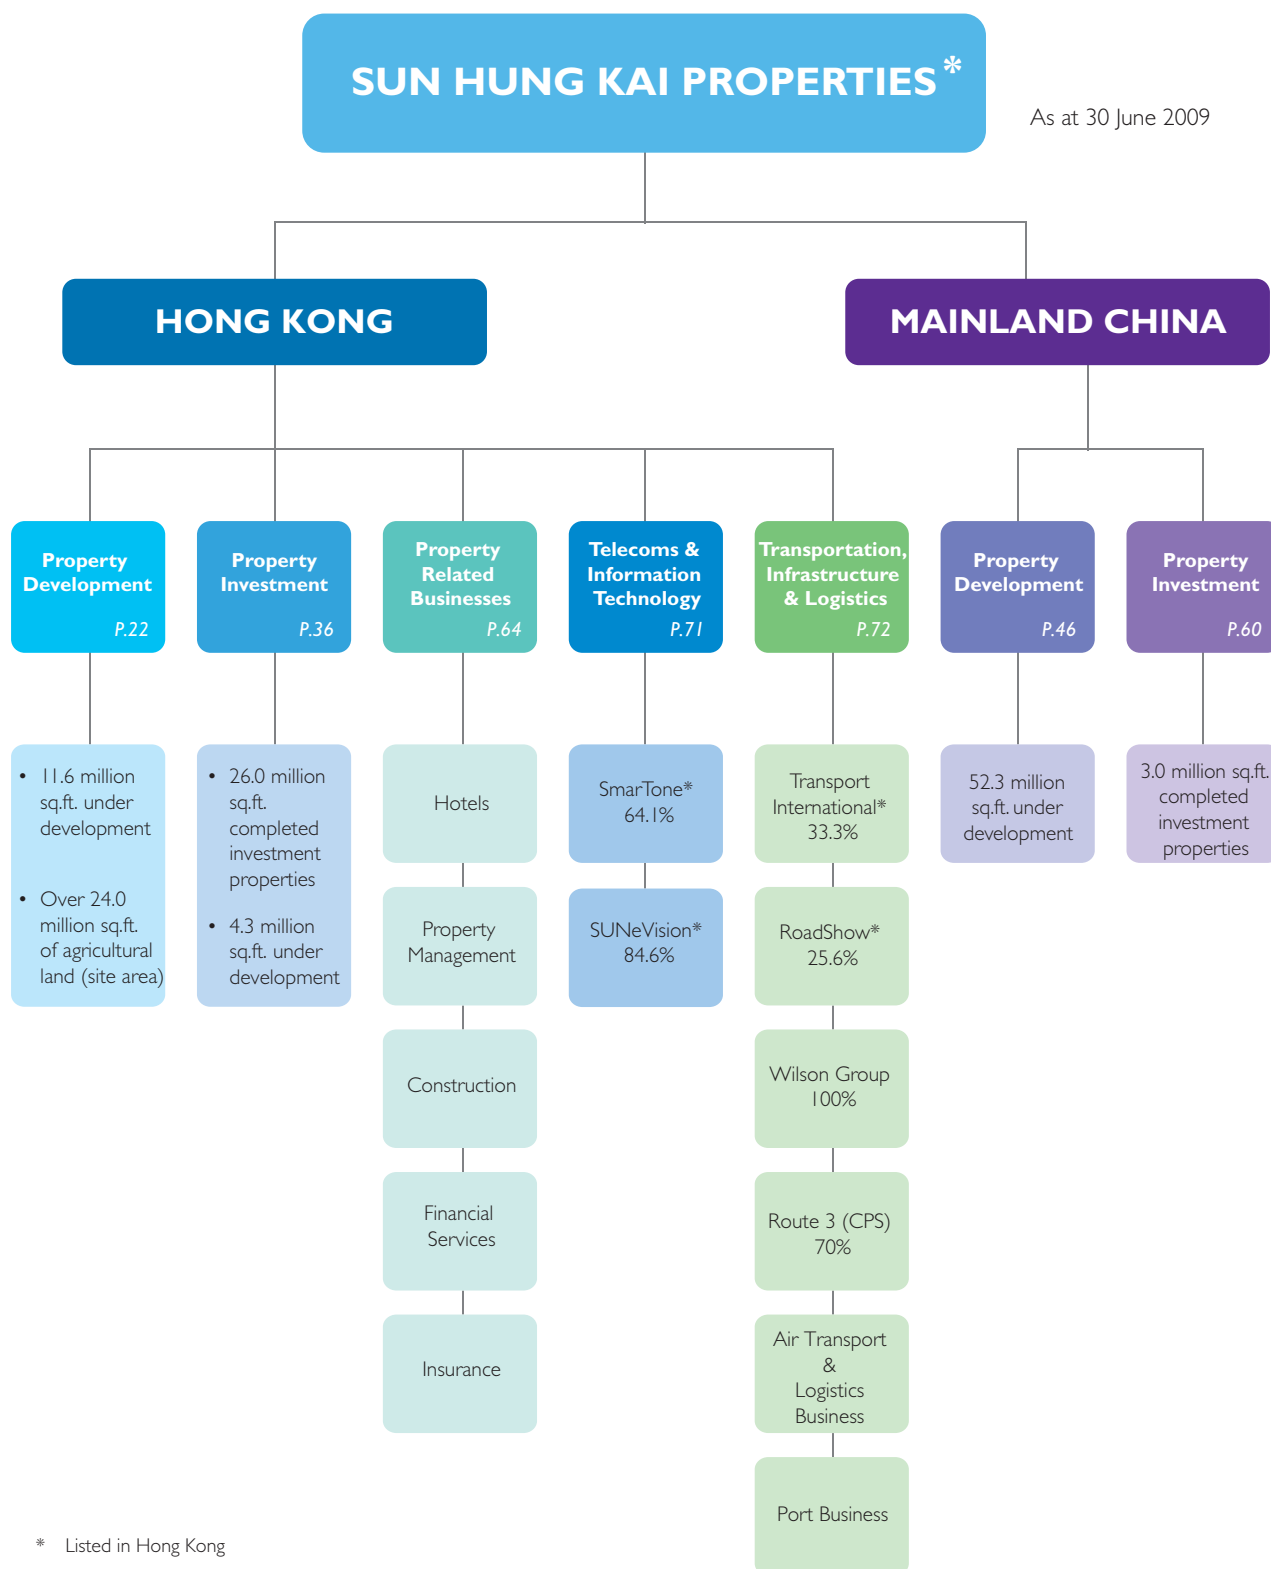 SUN HUNG KAI PROPERTIES*
As at 30 June 2009
HONG KONG
MAINLAND CHINA
Property
Development
P.22
Property
Investment
P.36
Property
Related
Businesses
P.64
Telecoms &
Information
Technology
P.71
Transportation,
Infrastructure
& Logistics
P.72
Property
Development
P.46
Property
Investment
P.60
• 11.6 million
sq.ft. under
development
• Over 24.0
million sq.ft.
of agricultural
land (site area)
• 26.0 million
sq.ft.
completed
investment
properties
• 4.3 million
sq.ft. under
development
Hotels
Property
Management
Construction
Financial
Services
Insurance
SmarTone*
64.1%
SUNeVision*
84.6%
Transport
International*
33.3%
RoadShow*
25.6%
Wilson Group
100%
Route 3 (CPS)
70%
Air Transport
&
Logistics
Business
Port Business
52.3 million
sq.ft. under
development
3.0 million sq.ft.
completed
investment
properties
* Listed in Hong Kong